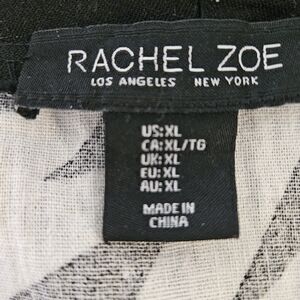 RACHEL ZOE
LOS ANGELES NEW YORK
US:XL
CA:XL/TG
UK:XL
EU:XL
AU:XL
MADE IN
CHINA